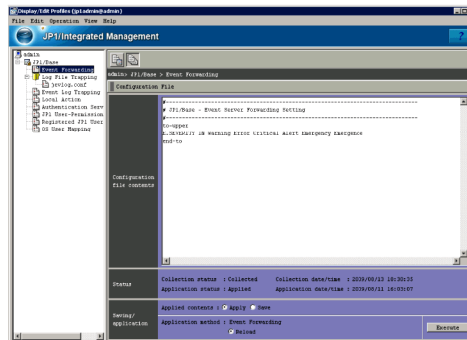 Display/Edit Profiles (jp1admin@admin)
File Edit Operation View Help
JP1/Integrated Management
?
admin
JP1/Base
Event Forwarding
Log File Trapping
jevlog.conf
Event Log Trapping
Local Action
Authentication Serv
JP1 User-Permission
Registered JP1 User
OS User Mapping
admin> JP1/Base > Event Forwarding
Configuration File
Configuration file contents
#----------------------------------------------------------------
# JP1/Base - Event Server Forwarding Setting
#----------------------------------------------------------------
to-upper
E.SEVERITY IN Warning Error Critical Alert Emergency
end-to
Status
Collection status : Collected Collection date/time : 2009/08/13 10:30:33
Application status : Applied Application date/time : 2009/08/11 16:03:07
Saving/
application
Applied contents : Apply Save
Application method : Event Forwarding
Reload
Execute